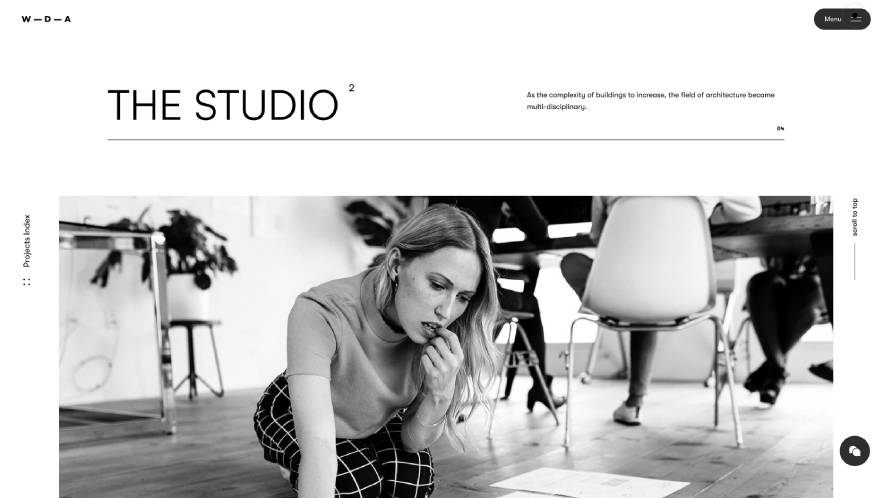 W—D—A
Menu
THE STUDIO 2
As the complexity of buildings to increase, the field of architecture became
multi-disciplinary.
04
Projects Index
scroll to top